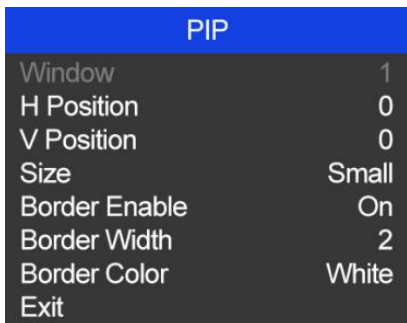 PIP
Window 1
H Position 0
V Position 0
Size Small
Border Enable On
Border Width 2
Border Color White
Exit